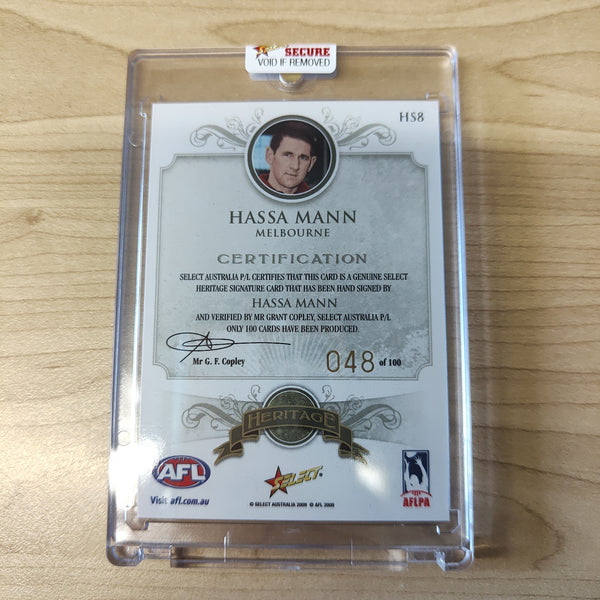 Select SECURE
VOID IF REMOVED
HS8
HASSA MANN
MELBOURNE
CERTIFICATION
SELECT AUSTRALIA P/L CERTIFIES THAT THIS CARD IS A GENUINE SELECT
HERITAGE SIGNATURE CARD THAT HAS BEEN HAND SIGNED BY
HASSA MANN
AND VERIFIED BY MR GRANT COPLEY, SELECT AUSTRALIA P/L
ONLY 100 CARDS HAVE BEEN PRODUCED.
Mr G. F. Copley
048 of 100
HERITAGE
AFL
SELECT
AFLPA
Visit afl.com.au
© SELECT AUSTRALIA 2009 © AFL 2009